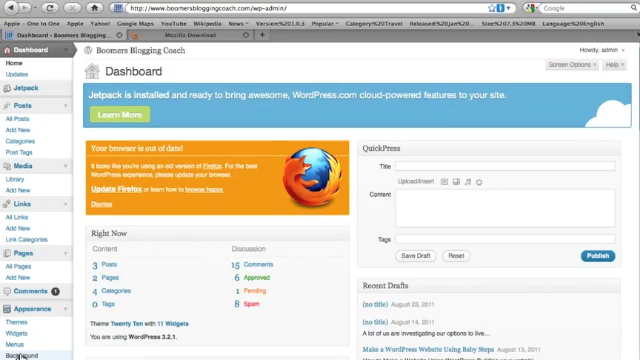 http://www.boomersbloggingcoach.com/wp-admin/
Google
Apple
Yahoo!
Google Maps
YouTube
Wikipedia
Popular
Category\Travel
Language\English
Dashboard ‹ Boomers Blogging...
Mozilla Download
Dashboard
Home
Updates
Jetpack
Posts
All Posts
Add New
Categories
Post Tags
Media
Library
Add New
Links
All Links
Add New
Link Categories
Pages
All Pages
Add New
Comments 1
Appearance
Themes
Widgets
Menus
Background
Boomers Blogging Coach
Howdy, admin
Dashboard
Screen Options
Help
Jetpack is installed and ready to bring awesome, WordPress.com cloud-powered features to your site.
Learn More
Your browser is out of date!
It looks like you're using an old version of Firefox. For the best
WordPress experience, please update your browser.
Update Firefox or learn how to browse happy
Dismiss
Right Now
Content
3 Posts
2 Pages
4 Categories
0 Tags
Discussion
15 Comments
6 Approved
1 Pending
8 Spam
Theme Twenty Ten with 11 Widgets
You are using WordPress 3.2.1.
QuickPress
Title
Upload/Insert
Content
Tags
Save Draft
Reset
Publish
Recent Drafts
(no title) August 23, 2011
(no title) August 14, 2011
A lot of us are investigating our options to live...
Make a WordPress Website Using Baby Steps August 13, 2011